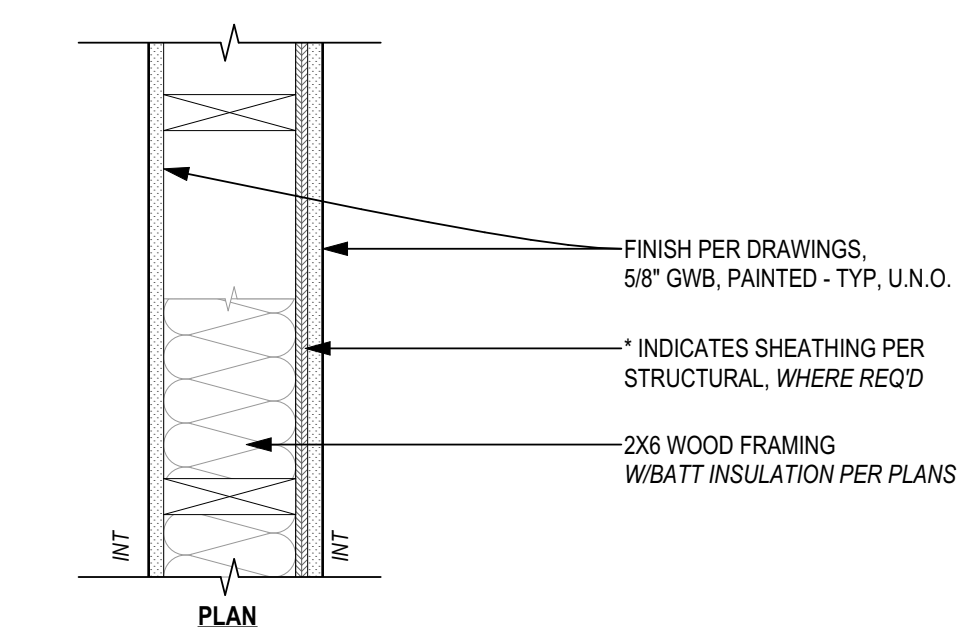 FINISH PER DRAWINGS,
5/8" GWB, PAINTED - TYP, U.N.O.
* INDICATES SHEATHING PER
STRUCTURAL, WHERE REQ'D
2X6 WOOD FRAMING
W/BATT INSULATION PER PLANS
INT
INT
PLAN